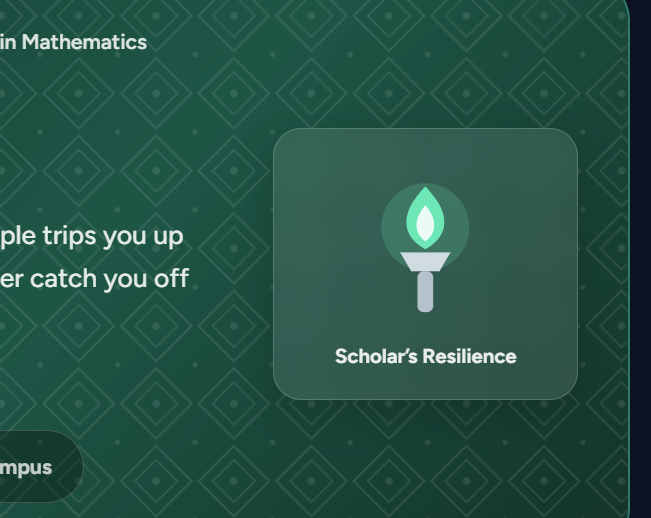 in Mathematics
ple trips you up
er catch you off
Scholar’s Resilience
mpus